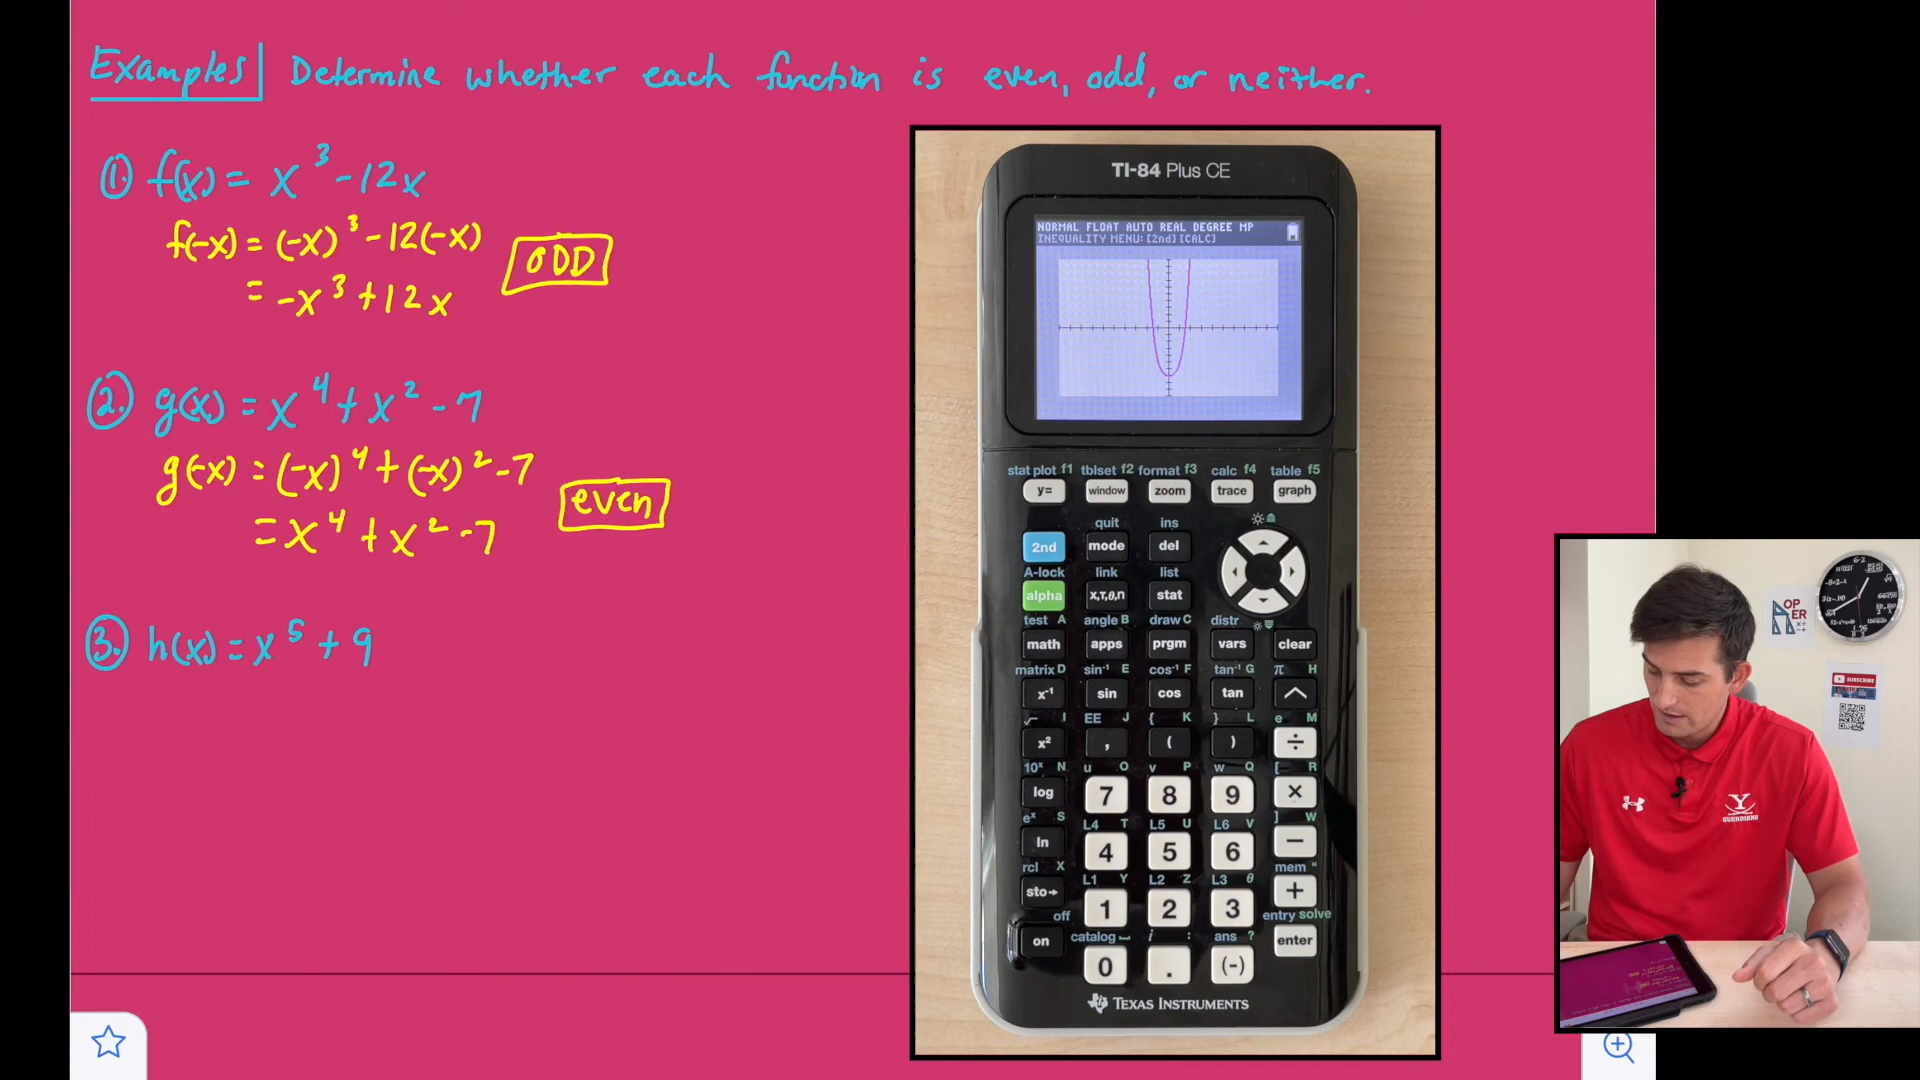 Examples Determine whether each function is even, odd, or neither.
1. f(x) = x³ - 12x
f(-x) = (-x)³ - 12(-x)
= -x³ + 12x
ODD
2. g(x) = x⁴ + x² - 7
g(-x) = (-x)⁴ + (-x)² - 7
= x⁴ + x² - 7
even
3. h(x) = x⁵ + 9
TI-84 Plus CE
NORMAL FLOAT AUTO REAL DEGREE MP
INEQUALITY MENU:[2nd][CALC]
stat plot f1 tblset f2 format f3 calc f4 table f5
y= window zoom trace graph
quit ins
2nd mode del
A-lock link list
alpha X,T,θ,n stat
test A angle B draw C distr
math apps prgm vars clear
matrix D sin⁻¹ E cos⁻¹ F tan⁻¹ G π H
x⁻¹ sin cos tan ^
√ I EE J { K } L e M
x² , ( ) ÷
10ˣ N u O v P w Q [ R
log 7 8 9 ×
eˣ S L4 T L5 U L6 V ] W
ln 4 5 6 −
rcl X L1 Y L2 Z L3 θ mem "
sto→ 1 2 3 +
off catalog i : ans ? entry solve
on 0 . (-) enter
TEXAS INSTRUMENTS
OP
ER
SUBSCRIBE
Y
GUARDIANS